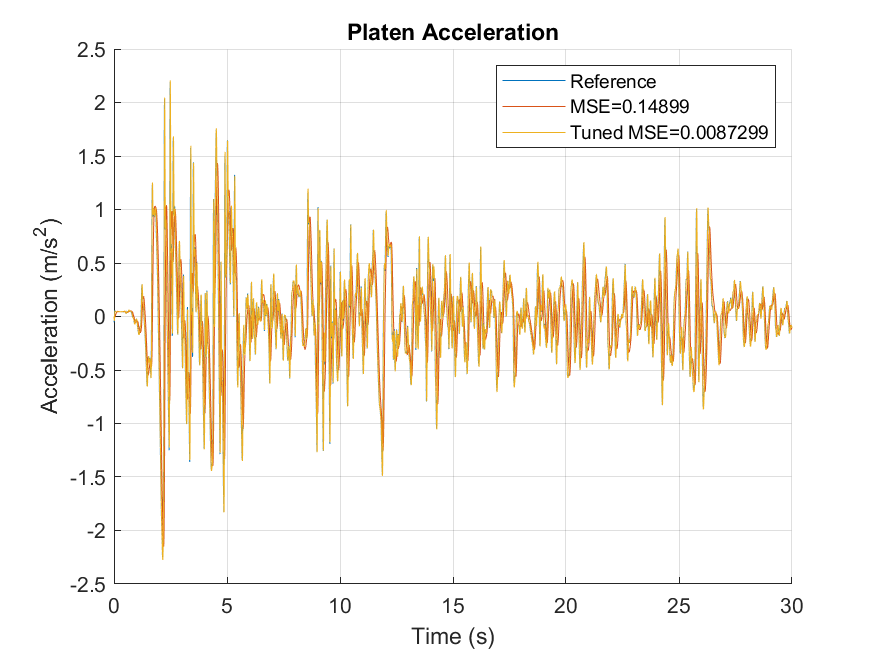 Platen Acceleration
2.5
2
1.5
1
0.5
0
-0.5
-1
-1.5
-2
-2.5
Acceleration (m/s²)
Reference
MSE=0.14899
Tuned MSE=0.0087299
0 5 10 15 20 25 30
Time (s)